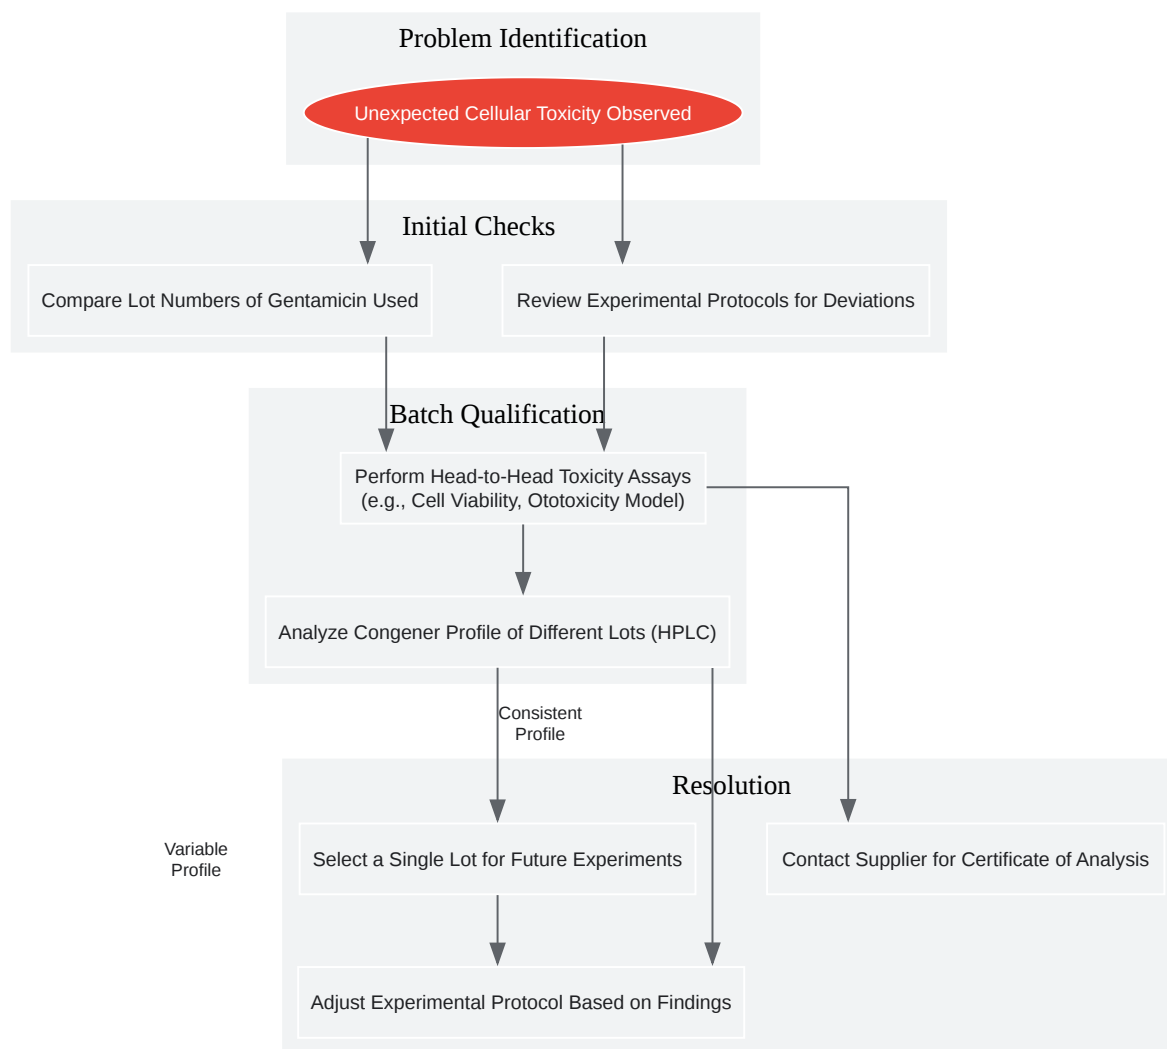 Problem Identification
Unexpected Cellular Toxicity Observed
Initial Checks
Compare Lot Numbers of Gentamicin Used
Review Experimental Protocols for Deviations
Batch Qualification
Perform Head-to-Head Toxicity Assays
(e.g., Cell Viability, Ototoxicity Model)
Analyze Congener Profile of Different Lots (HPLC)
Consistent
Profile
Resolution
Variable
Profile
Select a Single Lot for Future Experiments
Contact Supplier for Certificate of Analysis
Adjust Experimental Protocol Based on Findings